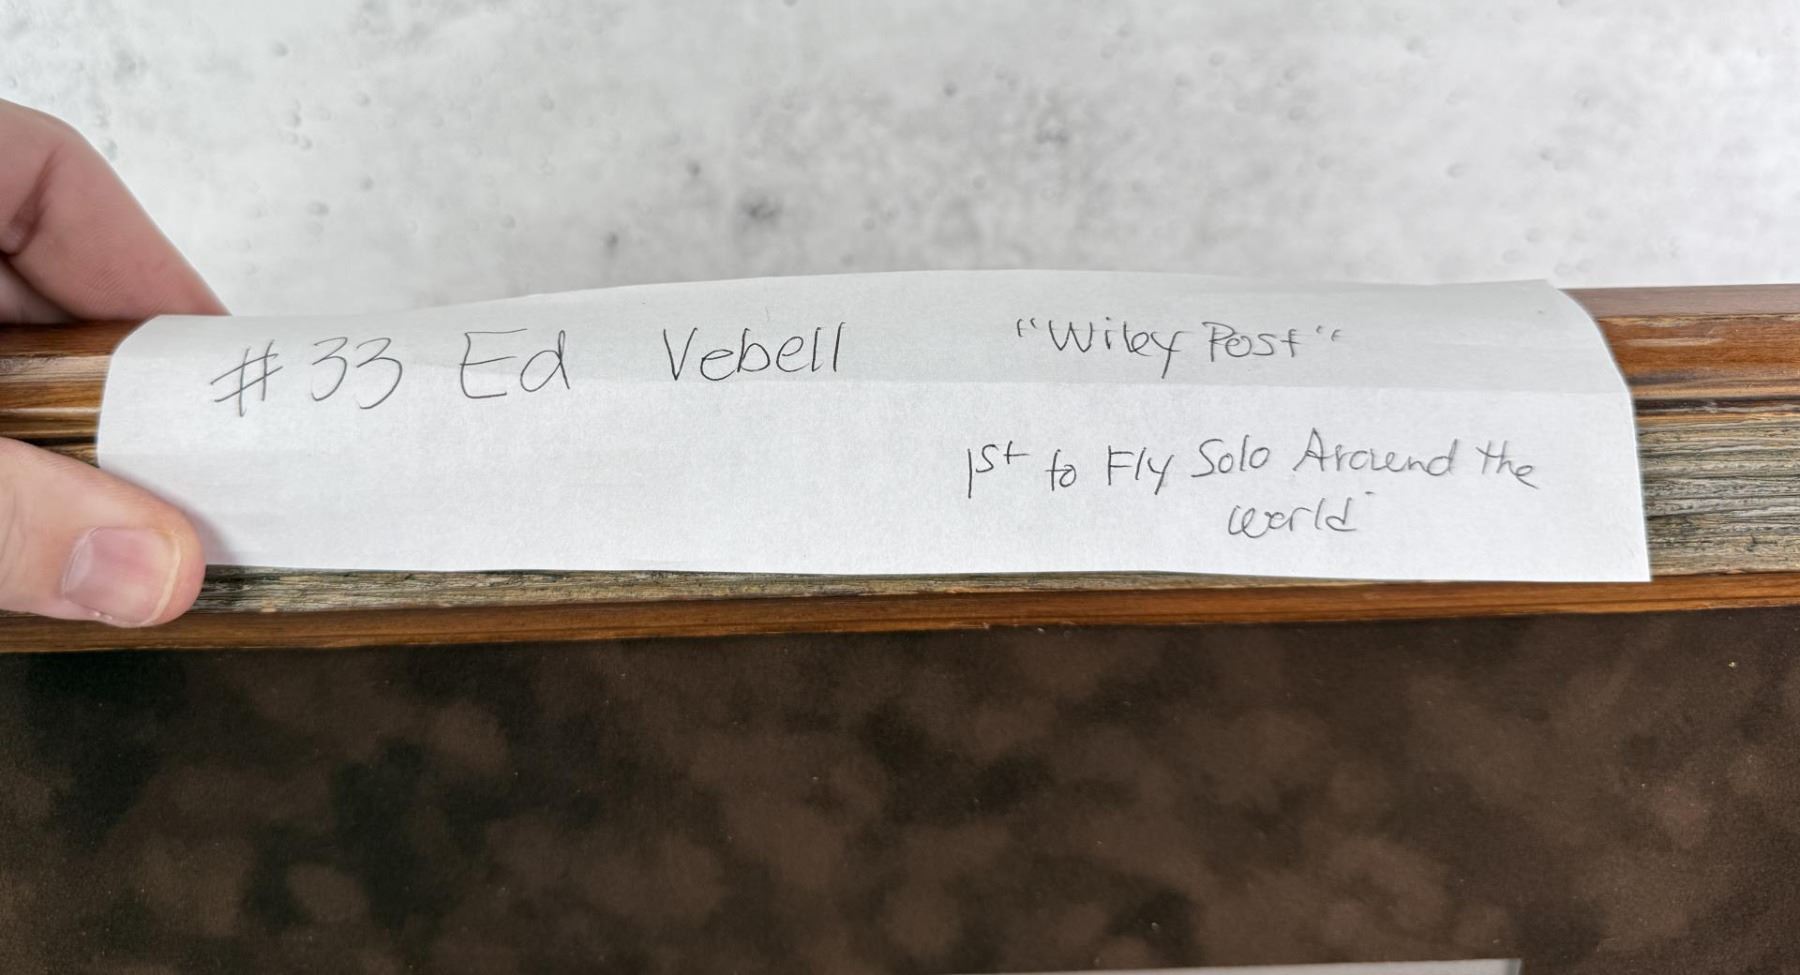 #33 Ed Vebell "Wiley Post"
1st to Fly Solo Around the
World